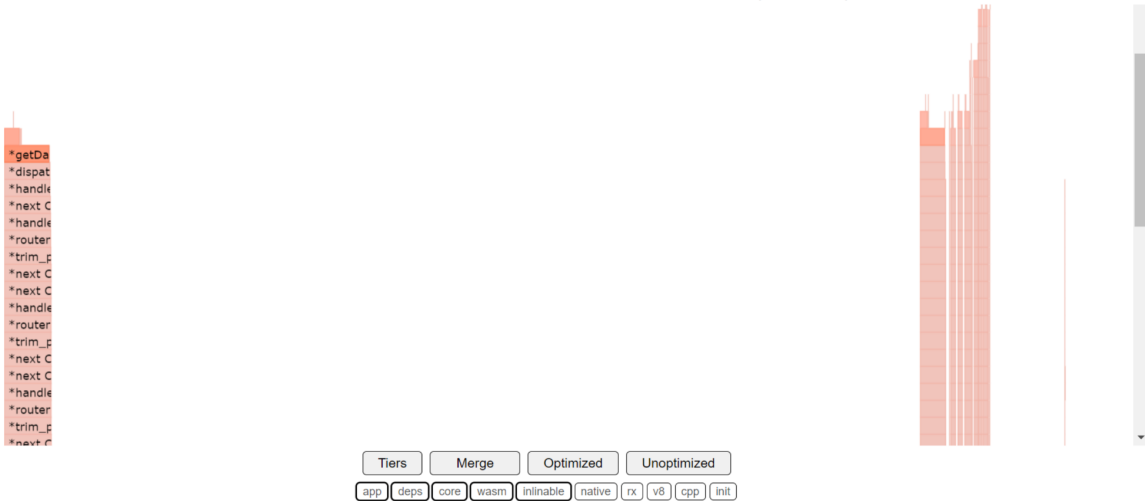 *getDa
*dispat
*handle
*next C
*handle
*router
*trim_p
*next C
*next C
*handle
*router
*trim_p
*next C
*next C
*handle
*router
*trim_p
*next C
Tiers Merge Optimized Unoptimized
app deps core wasm inlinable native rx v8 cpp init